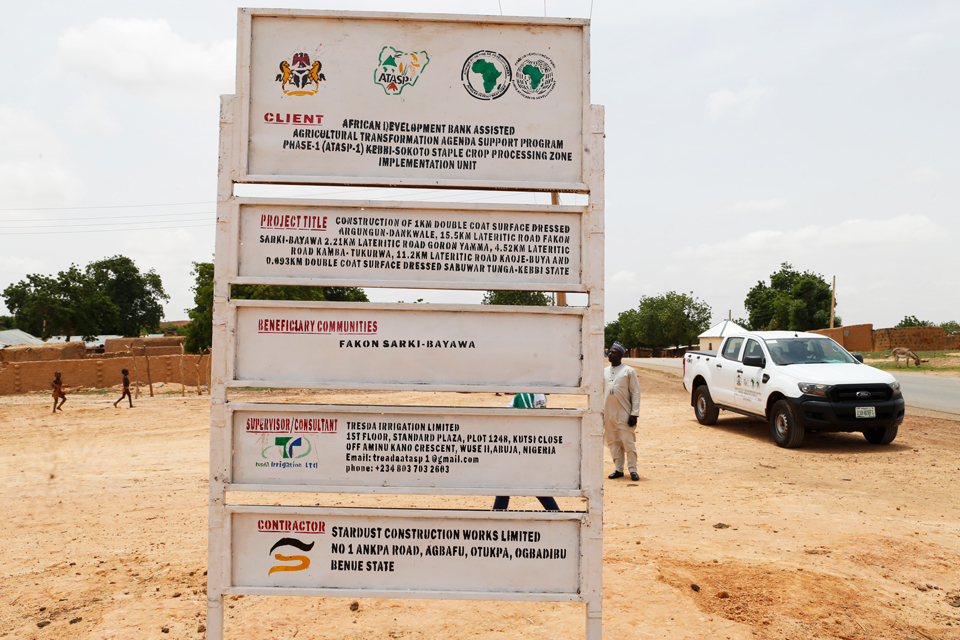 ATASP
CLIENT
AFRICAN DEVELOPMENT BANK ASSISTED
AGRICULTURAL TRANSFORMATION AGENDA SUPPORT PROGRAM
PHASE-1 (ATASP-1) KEBBI-SOKOTO STAPLE CROP PROCESSING ZONE
IMPLEMENTATION UNIT
PROJECT TITLE CONSTRUCTION OF 1KM DOUBLE COAT SURFACE DRESSED
ARGUNGUN-DANKWALE, 15.5KM LATERITIC ROAD FAKON
SARKI-BAYAWA 2.21KM LATERITIC ROAD GORON YAMMA, 4.52KM LATERITIC
ROAD KAMBA-TUKURWA, 11.2KM LATERITIC ROAD KAOJE-BUYA AND
0.093KM DOUBLE COAT SURFACE DRESSED SABUWAR TUNGA-KEBBI STATE
BENEFICIARY COMMUNITIES
FAKON SARKI-BAYAWA
SUPERVISOR/CONSULTANT
TRESDA IRRIGATION LIMITED
1ST FLOOR, STANDARD PLAZA, PLOT 1248, KUTSI CLOSE
OFF AMINU KANO CRESCENT, WUSE II, ABUJA, NIGERIA
Email: treadaatasp1@gmail.com
phone: +234 803 703 2603
Irrigation Ltd
CONTRACTOR
STARDUST CONSTRUCTION WORKS LIMITED
NO 1 ANKPA ROAD, AGBAFU, OTUKPA, OGBADIBU
BENUE STATE